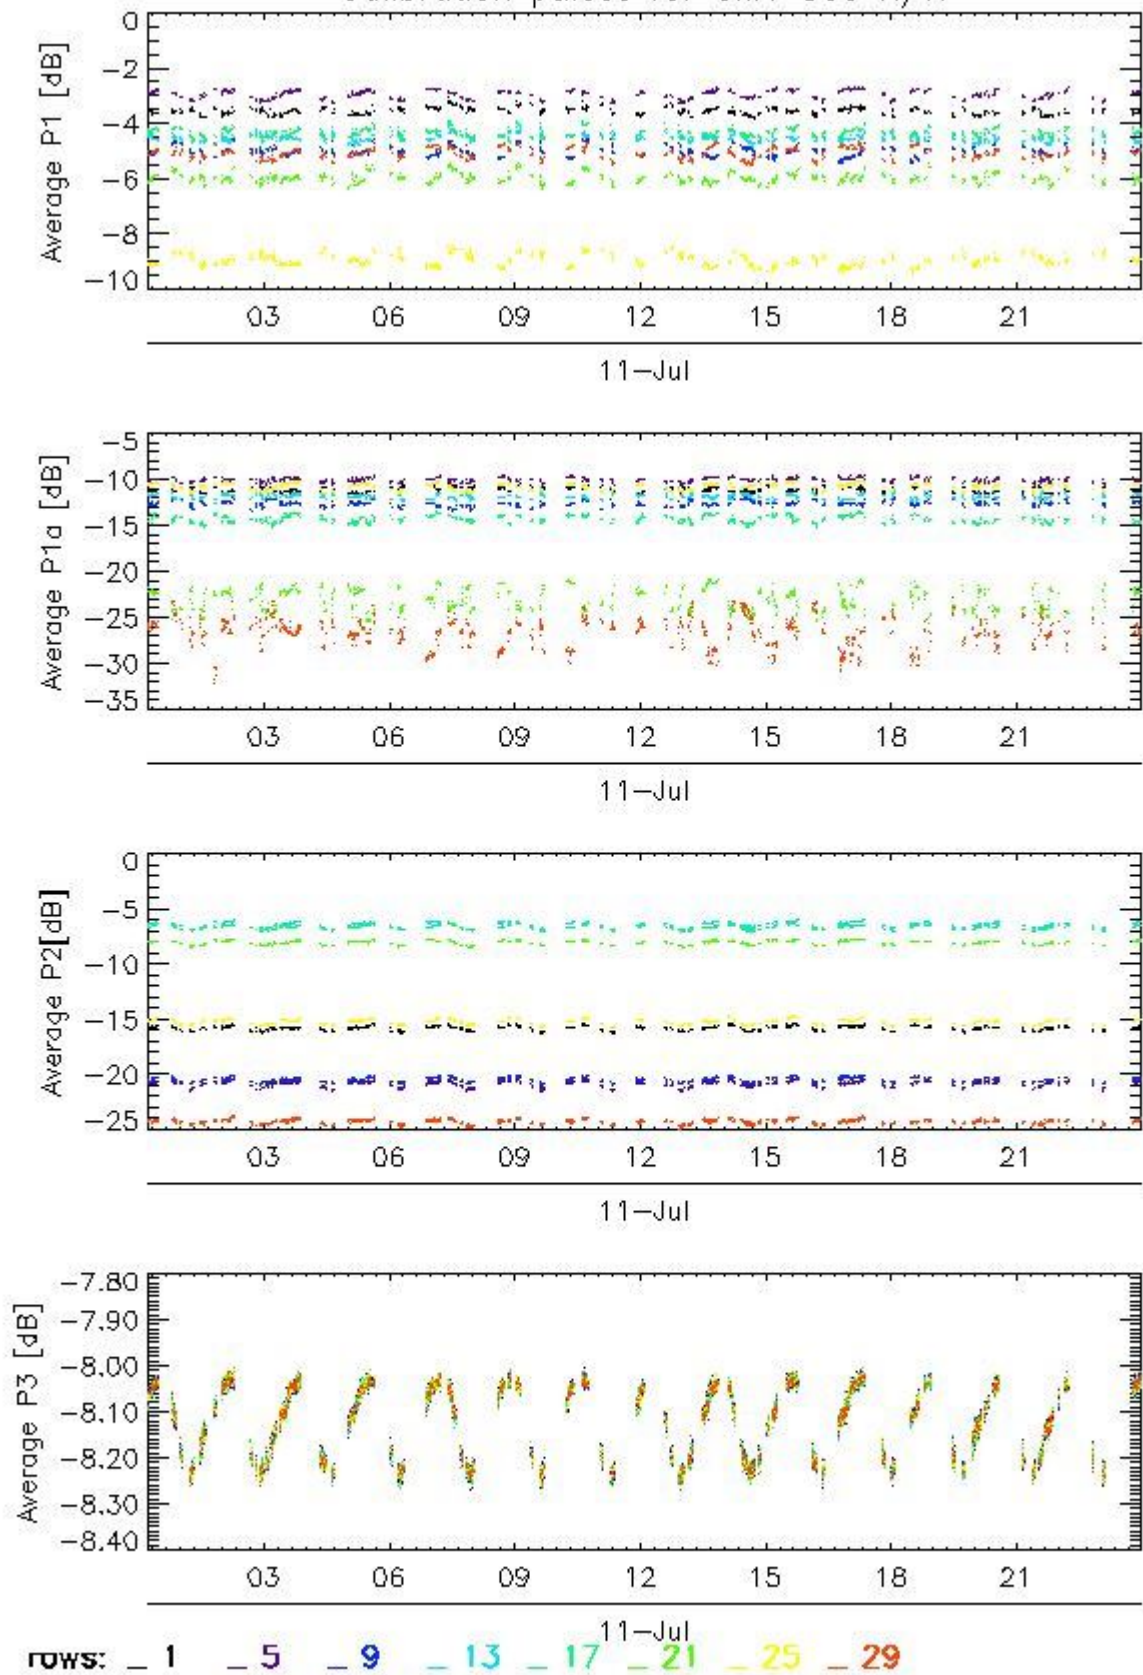 0
−2
−4
−6
−8
−10
Average P1 [dB]
03 06 09 12 15 18 21
11−Jul
−5
−10
−15
−20
−25
−30
−35
Average P1a [dB]
03 06 09 12 15 18 21
11−Jul
0
−5
−10
−15
−20
−25
Average P2[dB]
03 06 09 12 15 18 21
11−Jul
−7.80
−7.90
−8.00
−8.10
−8.20
−8.30
−8.40
Average P3 [dB]
03 06 09 12 15 18 21
11−Jul
rows: _ 1 _ 5 _ 9 _ 13 _ 17 _ 21 _ 25 _ 29